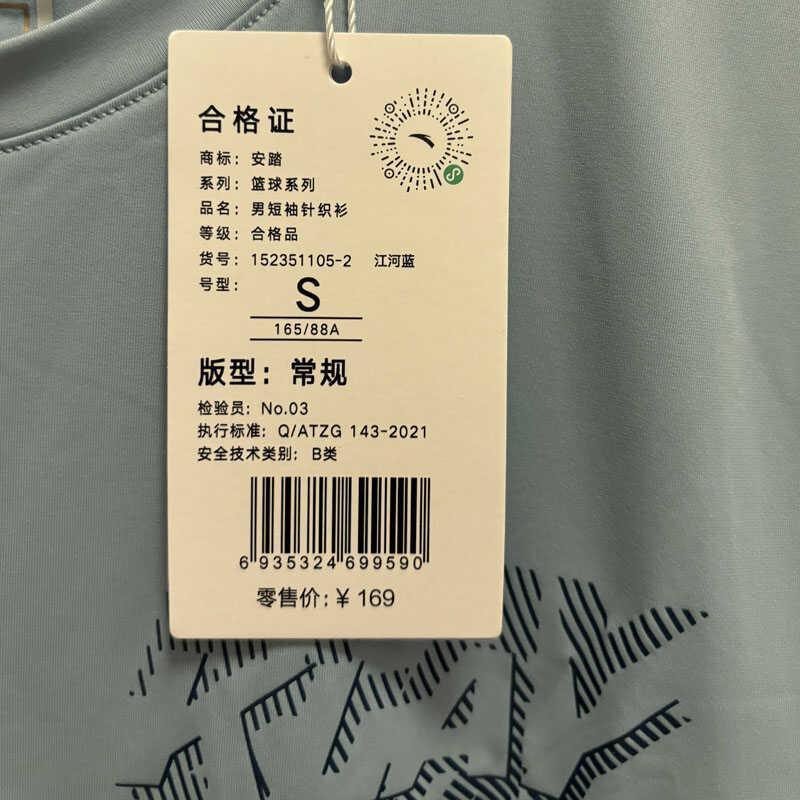 合格证
商标：安踏
系列：篮球系列
品名：男短袖针织衫
等级：合格品
货号：152351105-2 江河蓝
号型：S
165/88A
版型：常规
检验员：No.03
执行标准：Q/ATZG 143-2021
安全技术类别：B类
6 935324 699590
零售价：¥ 169